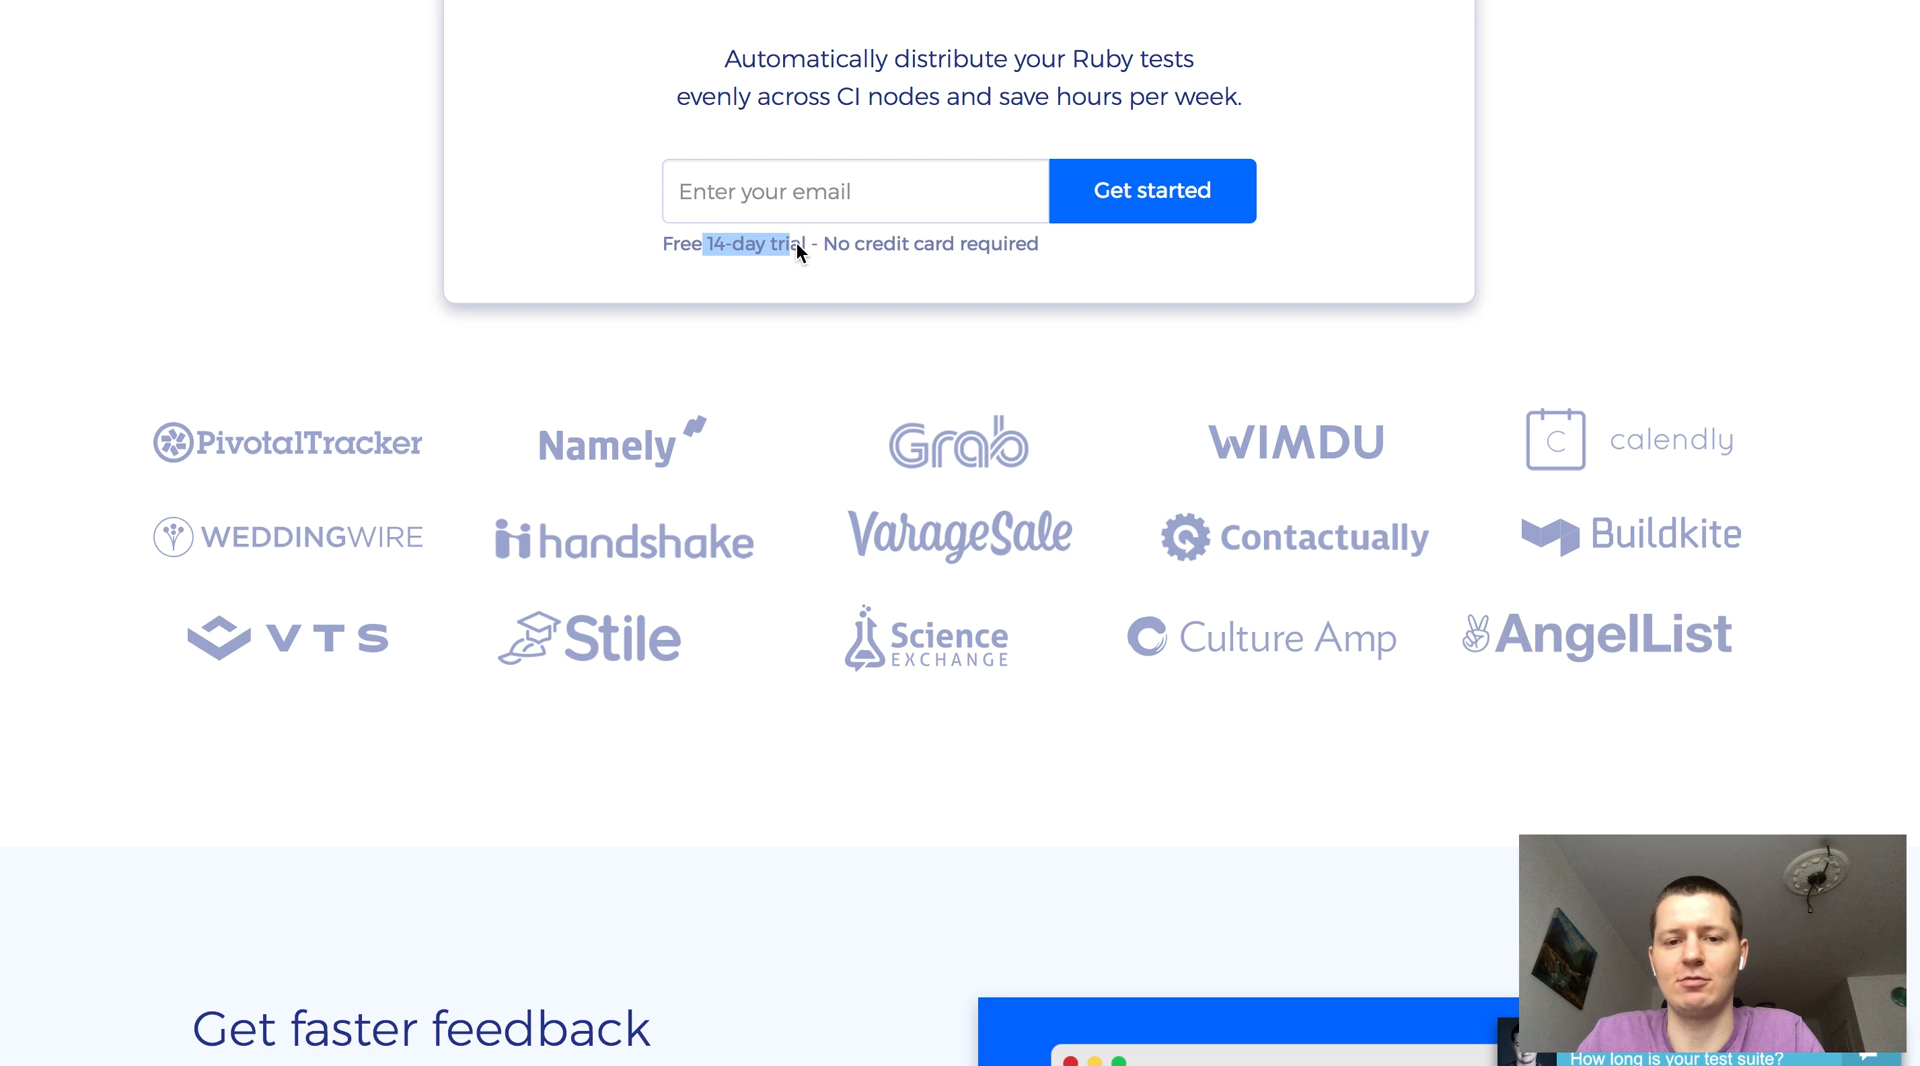 Automatically distribute your Ruby tests
evenly across CI nodes and save hours per week.
Enter your email
Get started
Free 14-day trial - No credit card required
PivotalTracker
Namely
Grab
WIMDU
C calendly
WEDDINGWIRE
handshake
VarageSale
Contactually
Buildkite
VTS
Stile
Science
EXCHANGE
Culture Amp
AngelList
Get faster feedback
How long is your test suite?